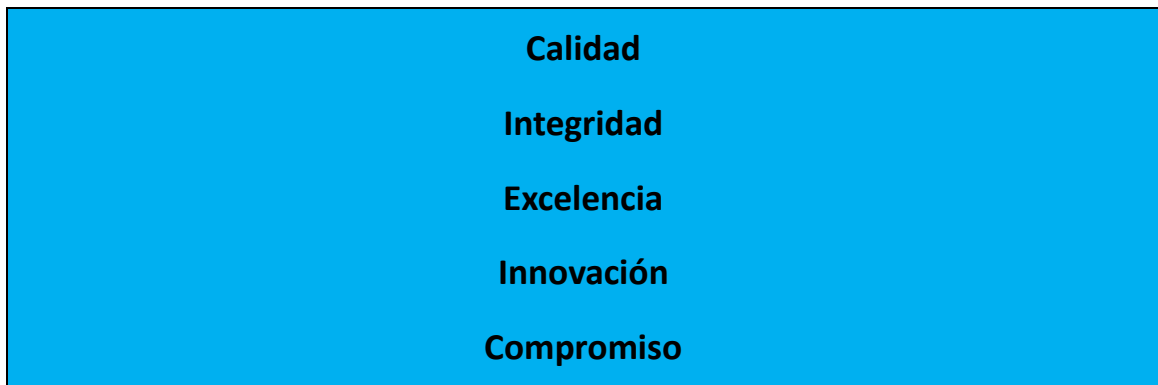 Calidad
Integridad
Excelencia
Innovación
Compromiso